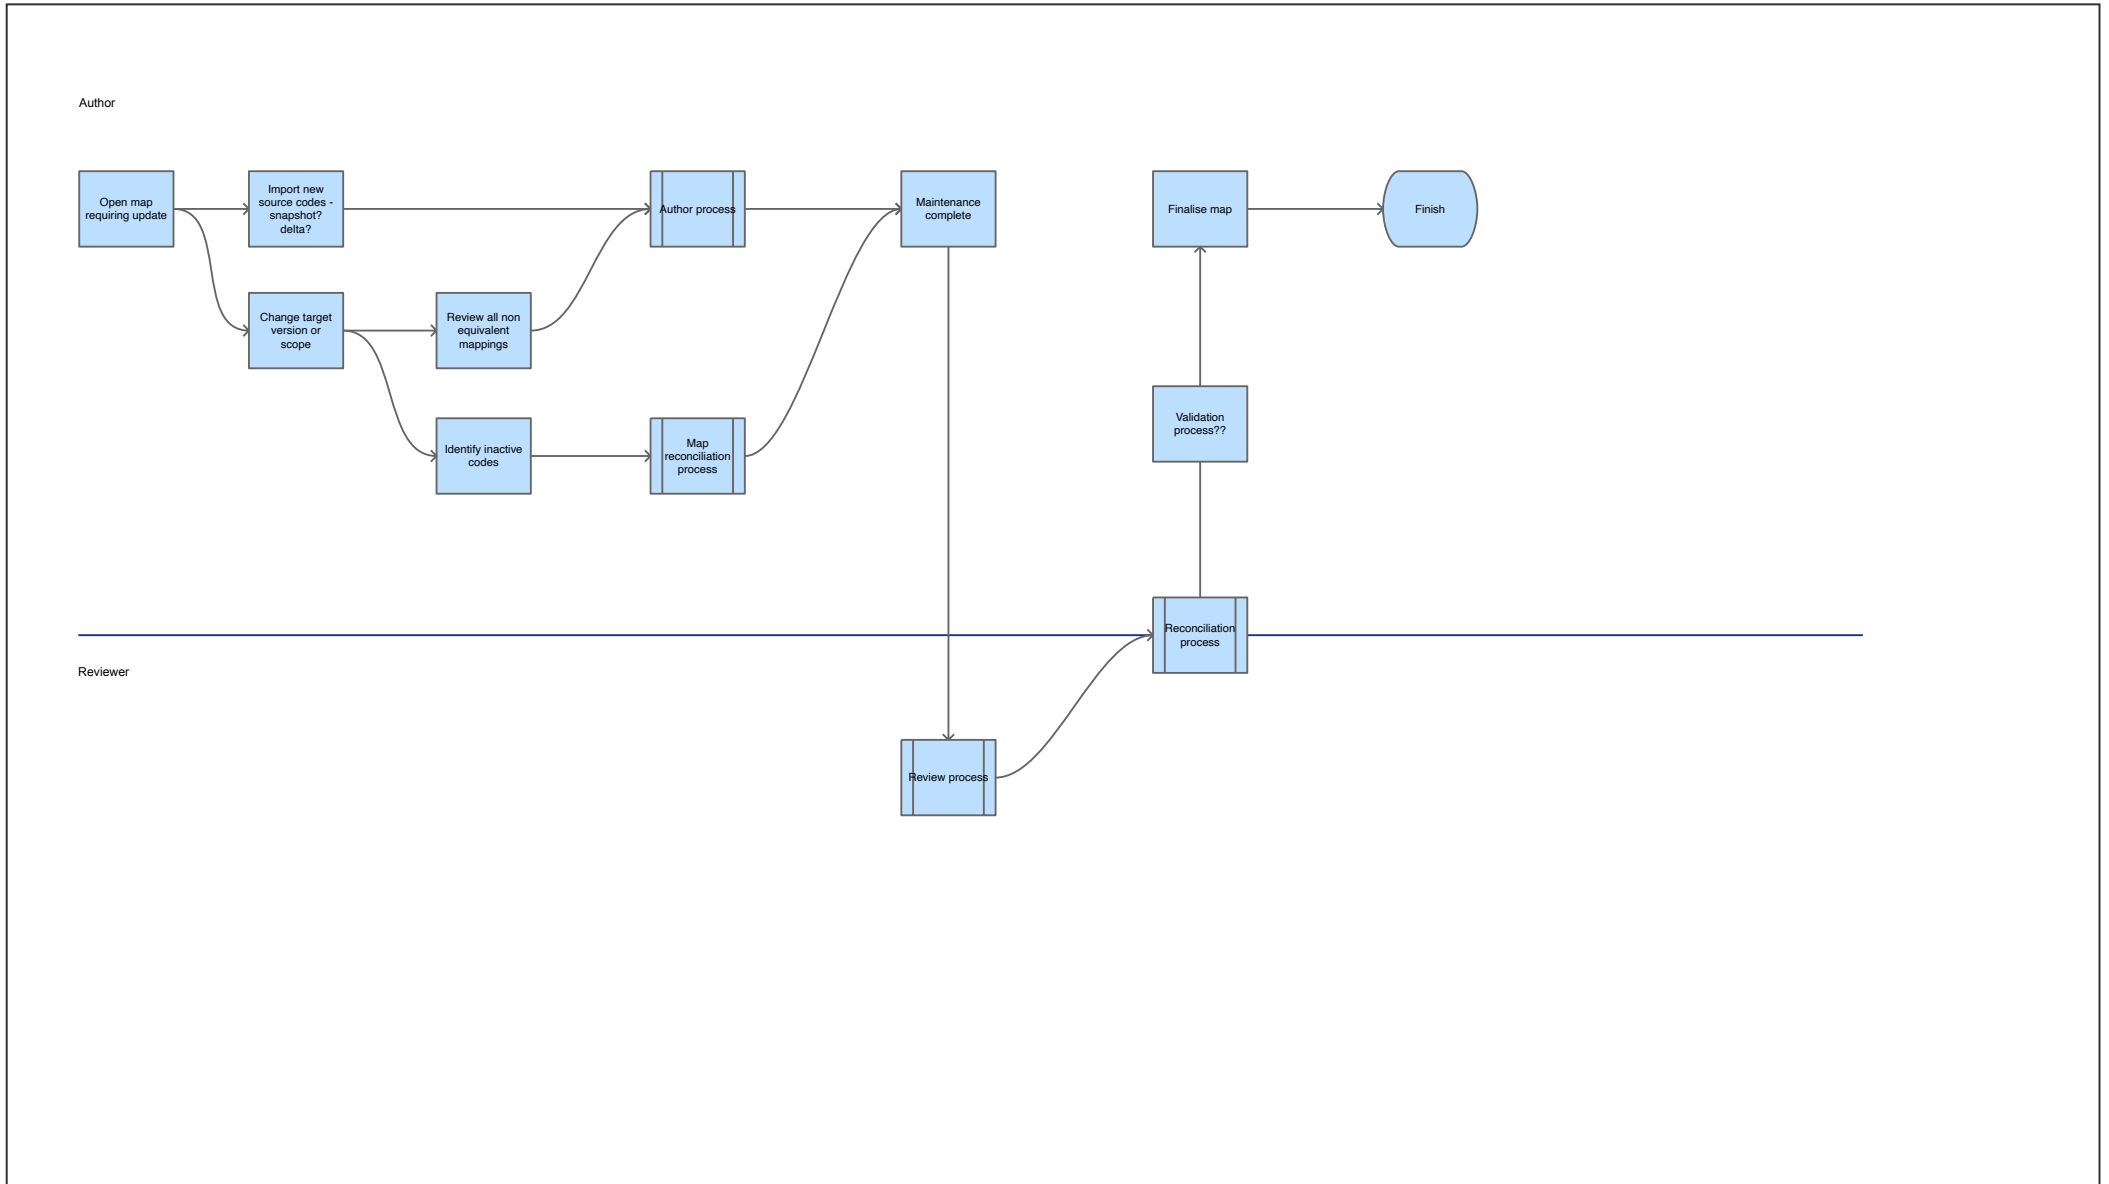 Author
Open map
requiring update
Import new
source codes -
snapshot?
delta?
Author process
Maintenance
complete
Finalise map
Finish
Change target
version or
scope
Review all non
equivalent
mappings
Identify inactive
codes
Map
reconciliation
process
Validation
process??
Reconciliation
process
Reviewer
Review process